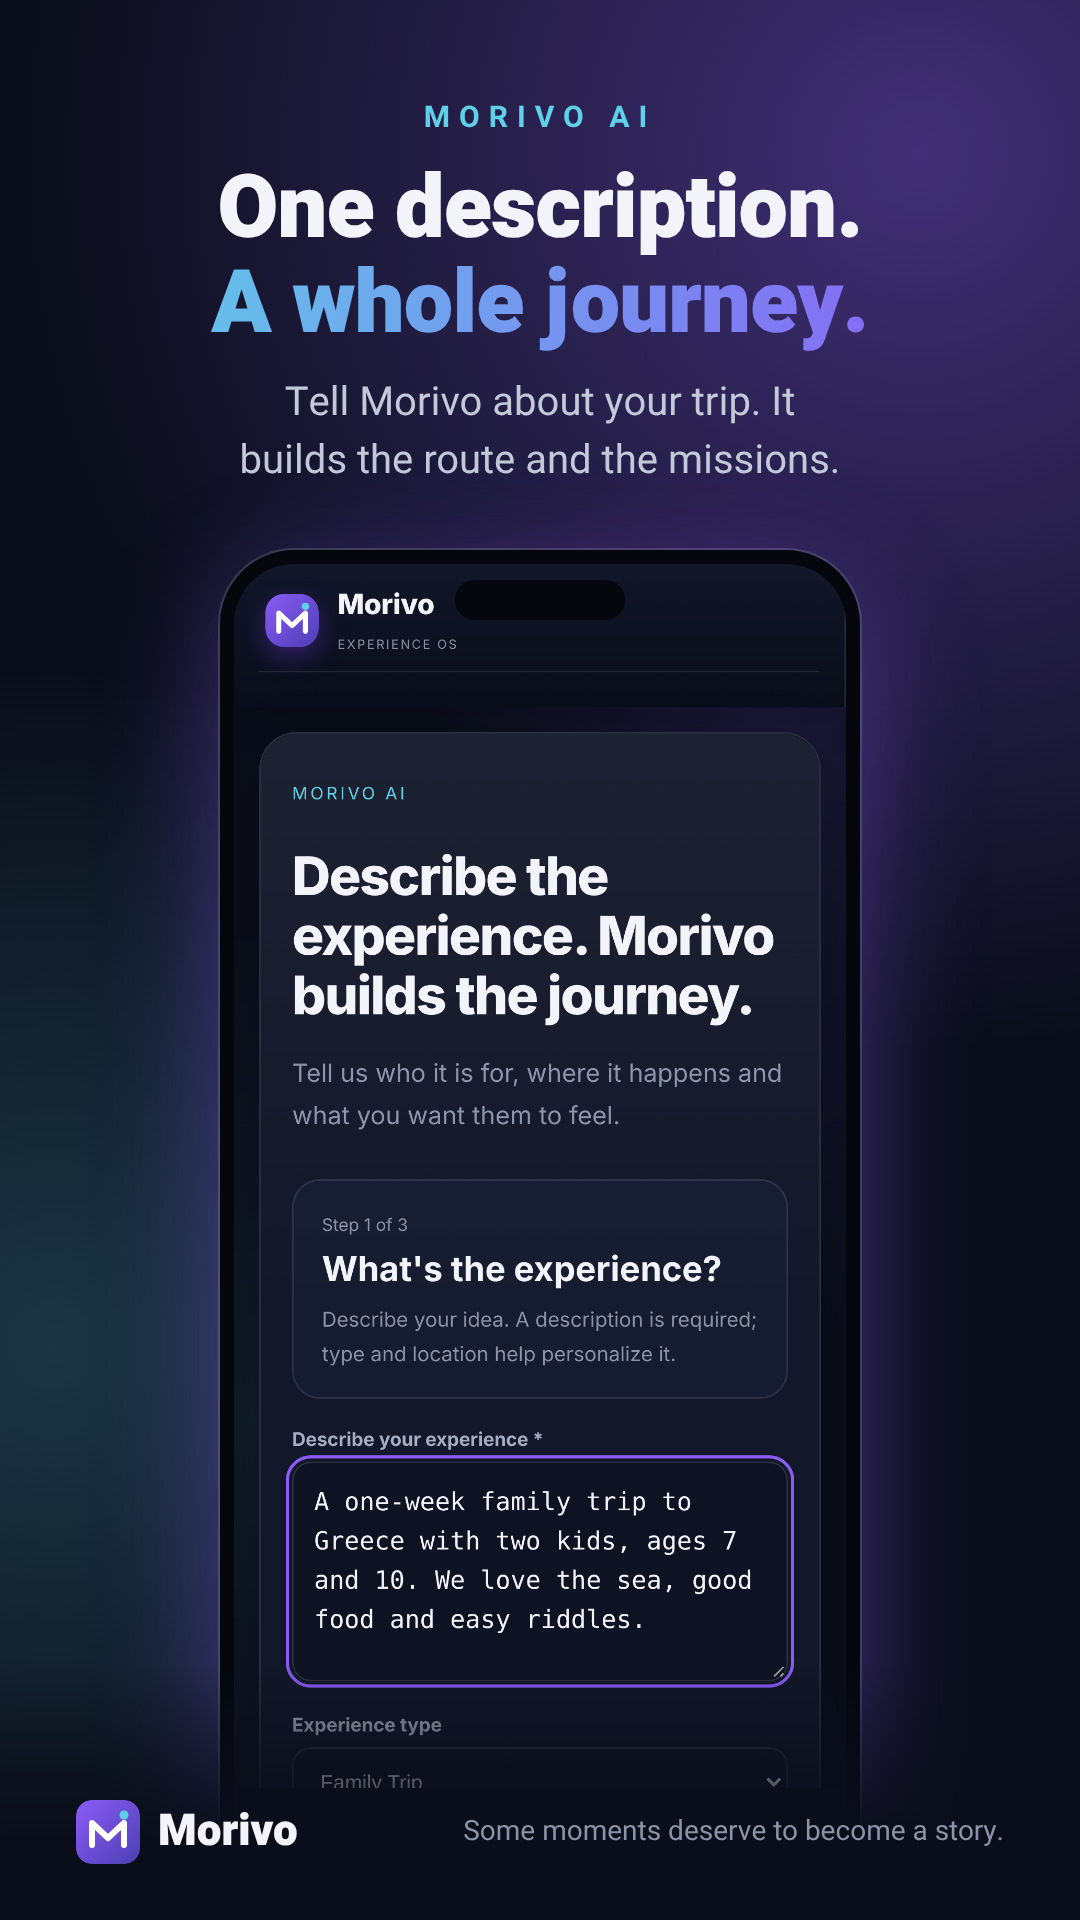 MORIVO AI
One description.
A whole journey.
Tell Morivo about your trip. It
builds the route and the missions.
Morivo
EXPERIENCE OS
MORIVO AI
Describe the
experience. Morivo
builds the journey.
Tell us who it is for, where it happens and
what you want them to feel.
Step 1 of 3
What's the experience?
Describe your idea. A description is required;
type and location help personalize it.
Describe your experience *
A one-week family trip to
Greece with two kids, ages 7
and 10. We love the sea, good
food and easy riddles.
Experience type
Family Trip
Morivo
Some moments deserve to become a story.